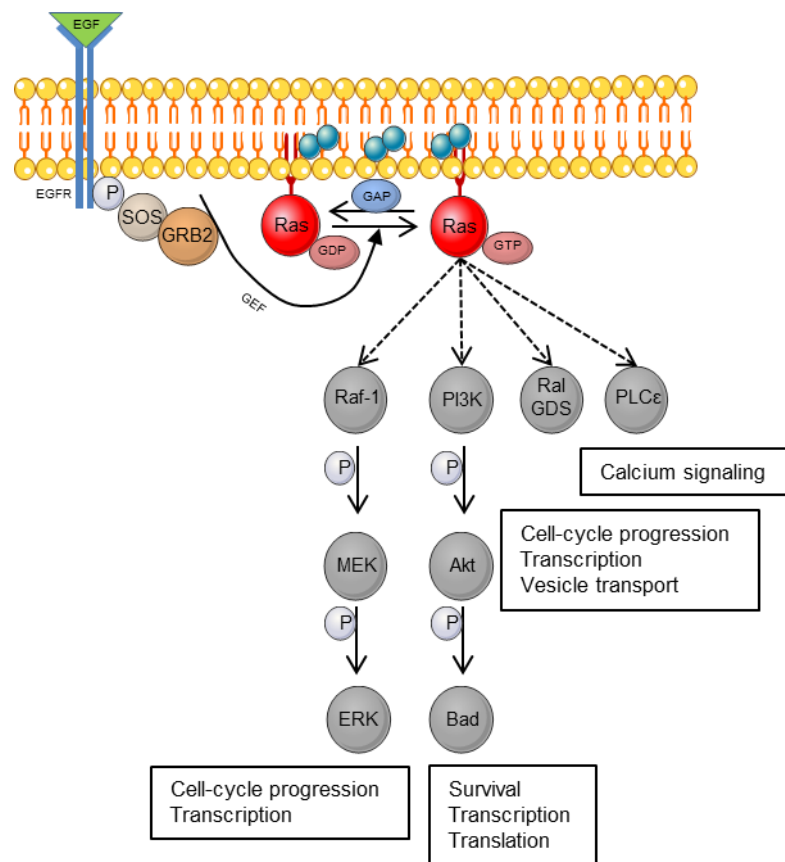 EGF
EGFR
P
SOS
GRB2
GEF
Ras
GDP
GAP
Ras
GTP
Raf-1
PI3K
Ral
GDS
PLCε
P
P
Calcium signaling
MEK
Akt
Cell-cycle progression
Transcription
Vesicle transport
P
P
ERK
Bad
Cell-cycle progression
Transcription
Survival
Transcription
Translation